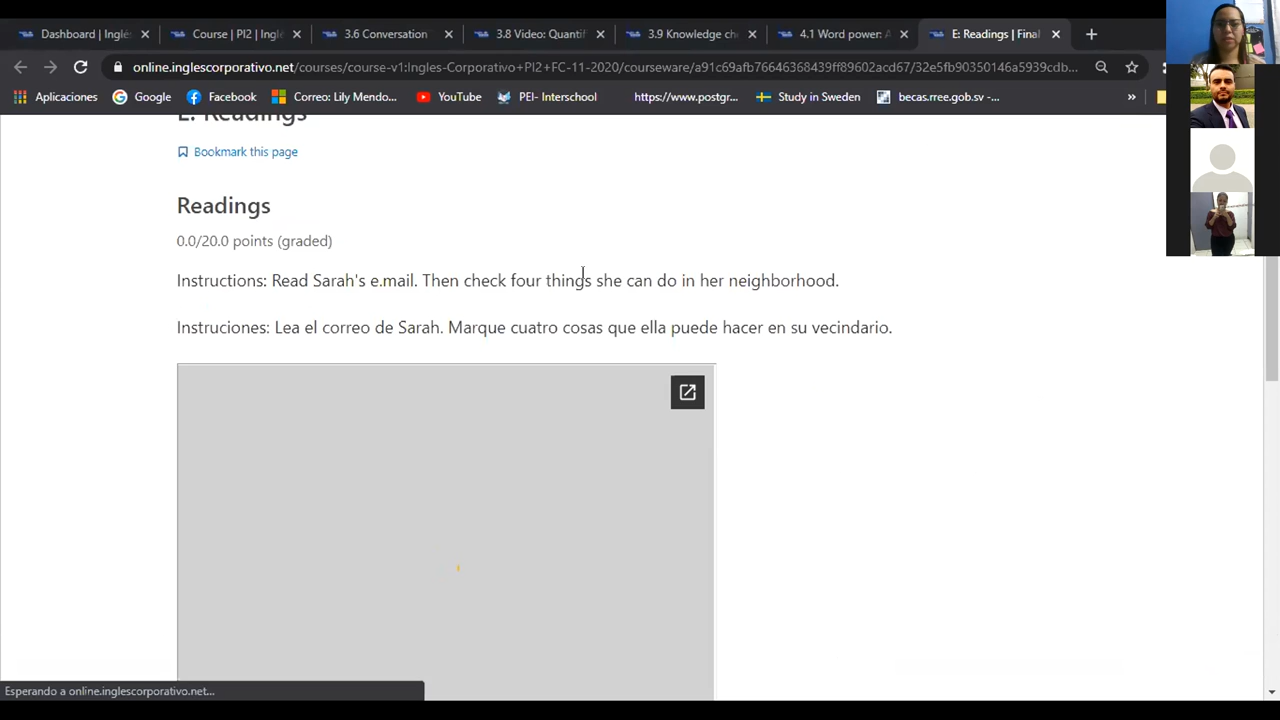 Dashboard | Inglés
Course | PI2 | Inglé
3.6 Conversation
3.8 Video: Quantif
3.9 Knowledge che
4.1 Word power: A
E: Readings | Final
online.inglescorporativo.net/courses/course-v1:Ingles-Corporativo+PI2+FC-11-2020/courseware/a91c69afb76646368439ff89602acd67/32e5fb90350146a5939cdb...
Aplicaciones
Google
Facebook
Correo: Lily Mendo...
YouTube
PEI- Interschool
https://www.postgr...
Study in Sweden
becas.rree.gob.sv-...
»
E: Readings
Bookmark this page
Readings
0.0/20.0 points (graded)
Instructions: Read Sarah's e.mail. Then check four things she can do in her neighborhood.
Instruciones: Lea el correo de Sarah. Marque cuatro cosas que ella puede hacer en su vecindario.
Esperando a online.inglescorporativo.net...